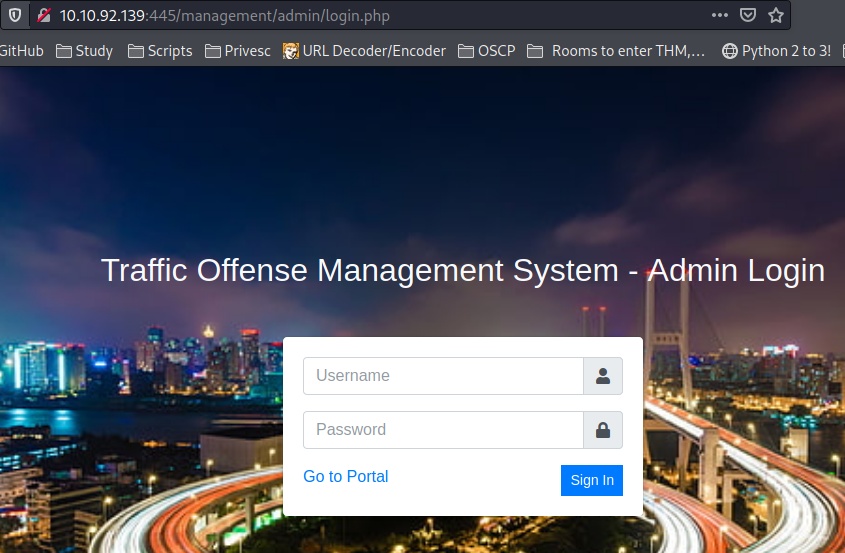 10.10.92.139:445/management/admin/login.php
GitHub Study Scripts Privesc URL Decoder/Encoder OSCP Rooms to enter THM,... Python 2 to 3!
Traffic Offense Management System - Admin Login
Username
Password
Go to Portal Sign In